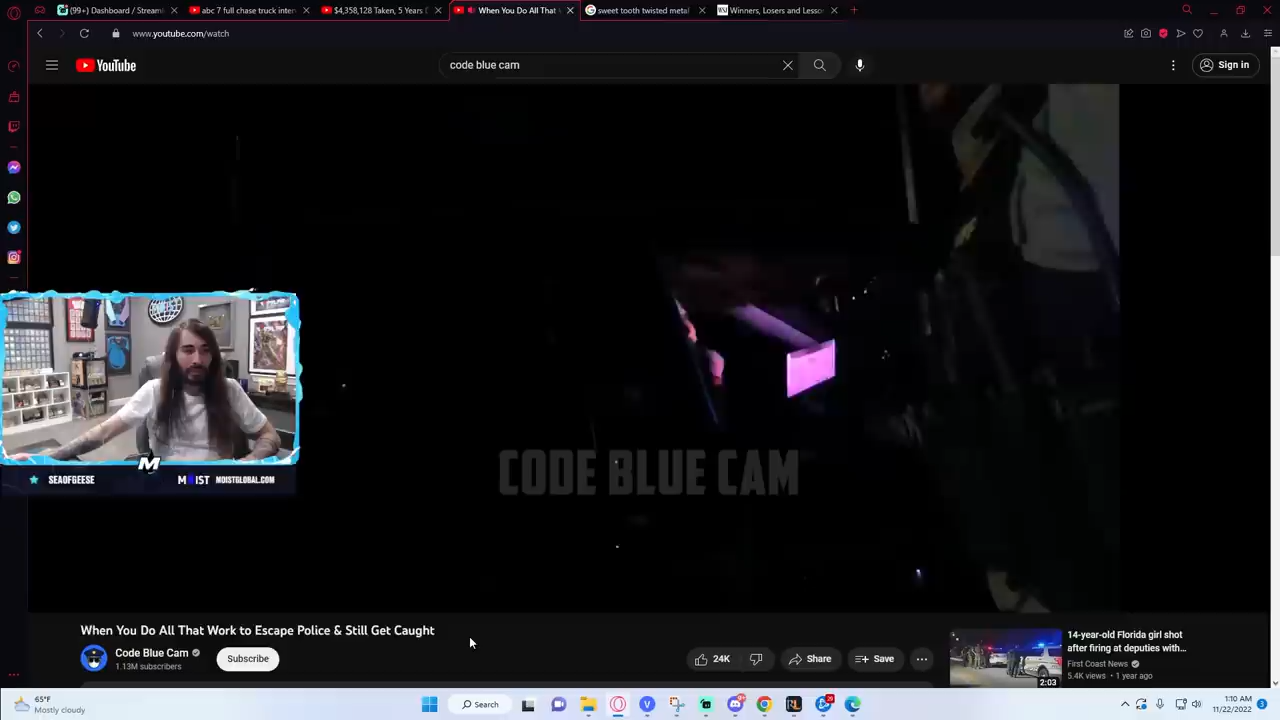 (99+) Dashboard / Streaml
abc 7 full chase truck inter
$4,358,128 Taken, 5 Years
When You Do All That
sweet tooth twisted metal
Winners, Losers and Lesso
www.youtube.com/watch
YouTube
code blue cam
Sign in
CODE BLUE CAM
SEAOFGEESE
M
MOIST
MOISTGLOBAL.COM
When You Do All That Work to Escape Police & Still Get Caught
Code Blue Cam
1.13M subscribers
Subscribe
24K
Share
Save
14-year-old Florida girl shot
after firing at deputies with...
First Coast News
5.4K views • 1 year ago
2:03
65°F
Mostly cloudy
Search
1:10 AM
11/22/2022
3